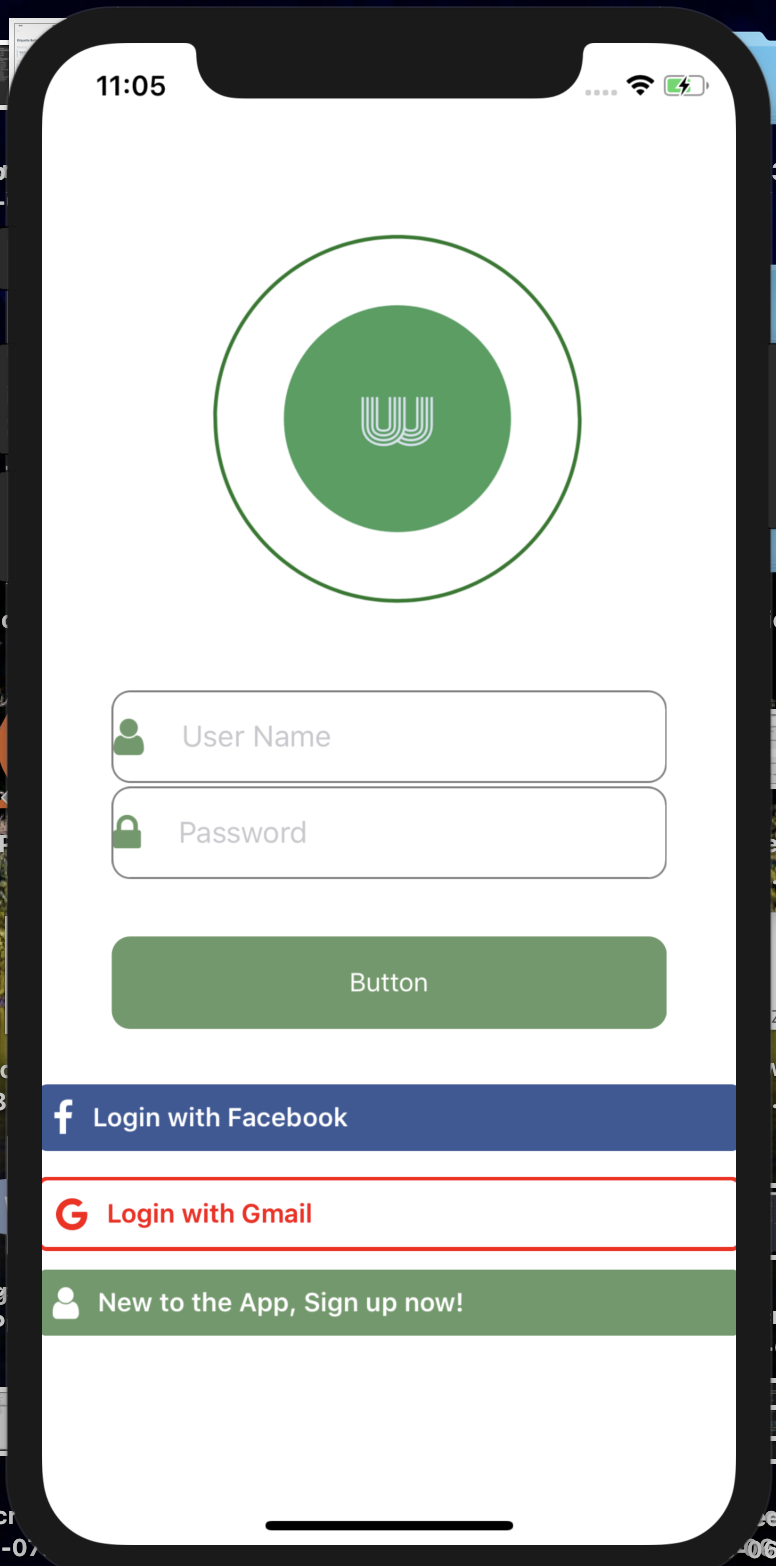 11:05
W
User Name
Password
Button
f Login with Facebook
G Login with Gmail
New to the App, Sign up now!